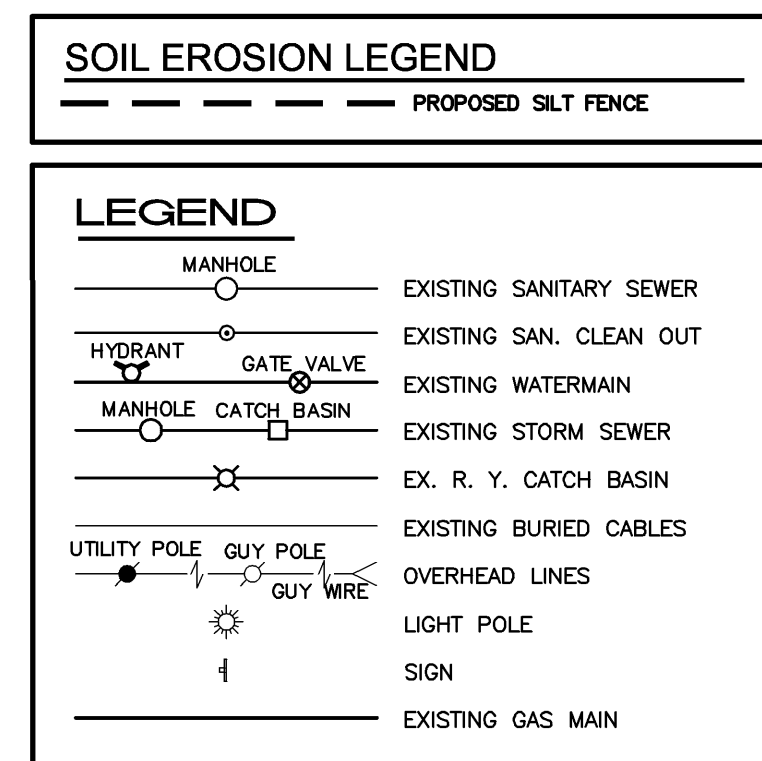 SOIL EROSION LEGEND
PROPOSED SILT FENCE
LEGEND
MANHOLE
EXISTING SANITARY SEWER
EXISTING SAN. CLEAN OUT
HYDRANT GATE VALVE
EXISTING WATERMAIN
MANHOLE CATCH BASIN
EXISTING STORM SEWER
EX. R. Y. CATCH BASIN
EXISTING BURIED CABLES
UTILITY POLE GUY POLE
OVERHEAD LINES
GUY WIRE
LIGHT POLE
SIGN
EXISTING GAS MAIN